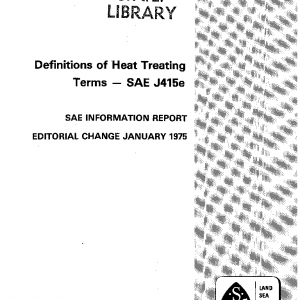 LIBRARY
Definitions of Heat Treating
Terms — SAE J415e
SAE INFORMATION REPORT
EDITORIAL CHANGE JANUARY 1975
LAND
SEA